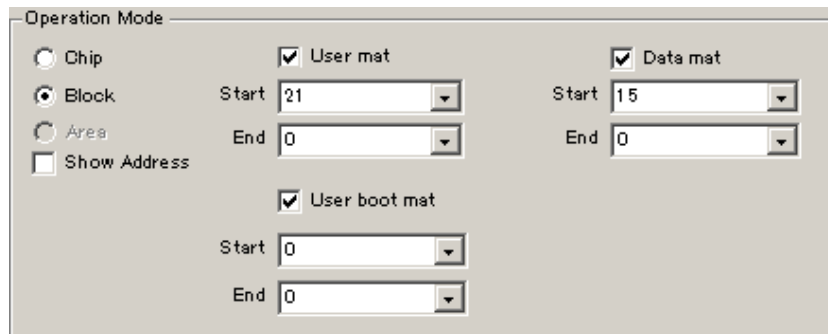 Operation Mode
Chip
User mat
Data mat
Block
Start 21
Start 15
Area
End 0
End 0
Show Address
User boot mat
Start 0
End 0